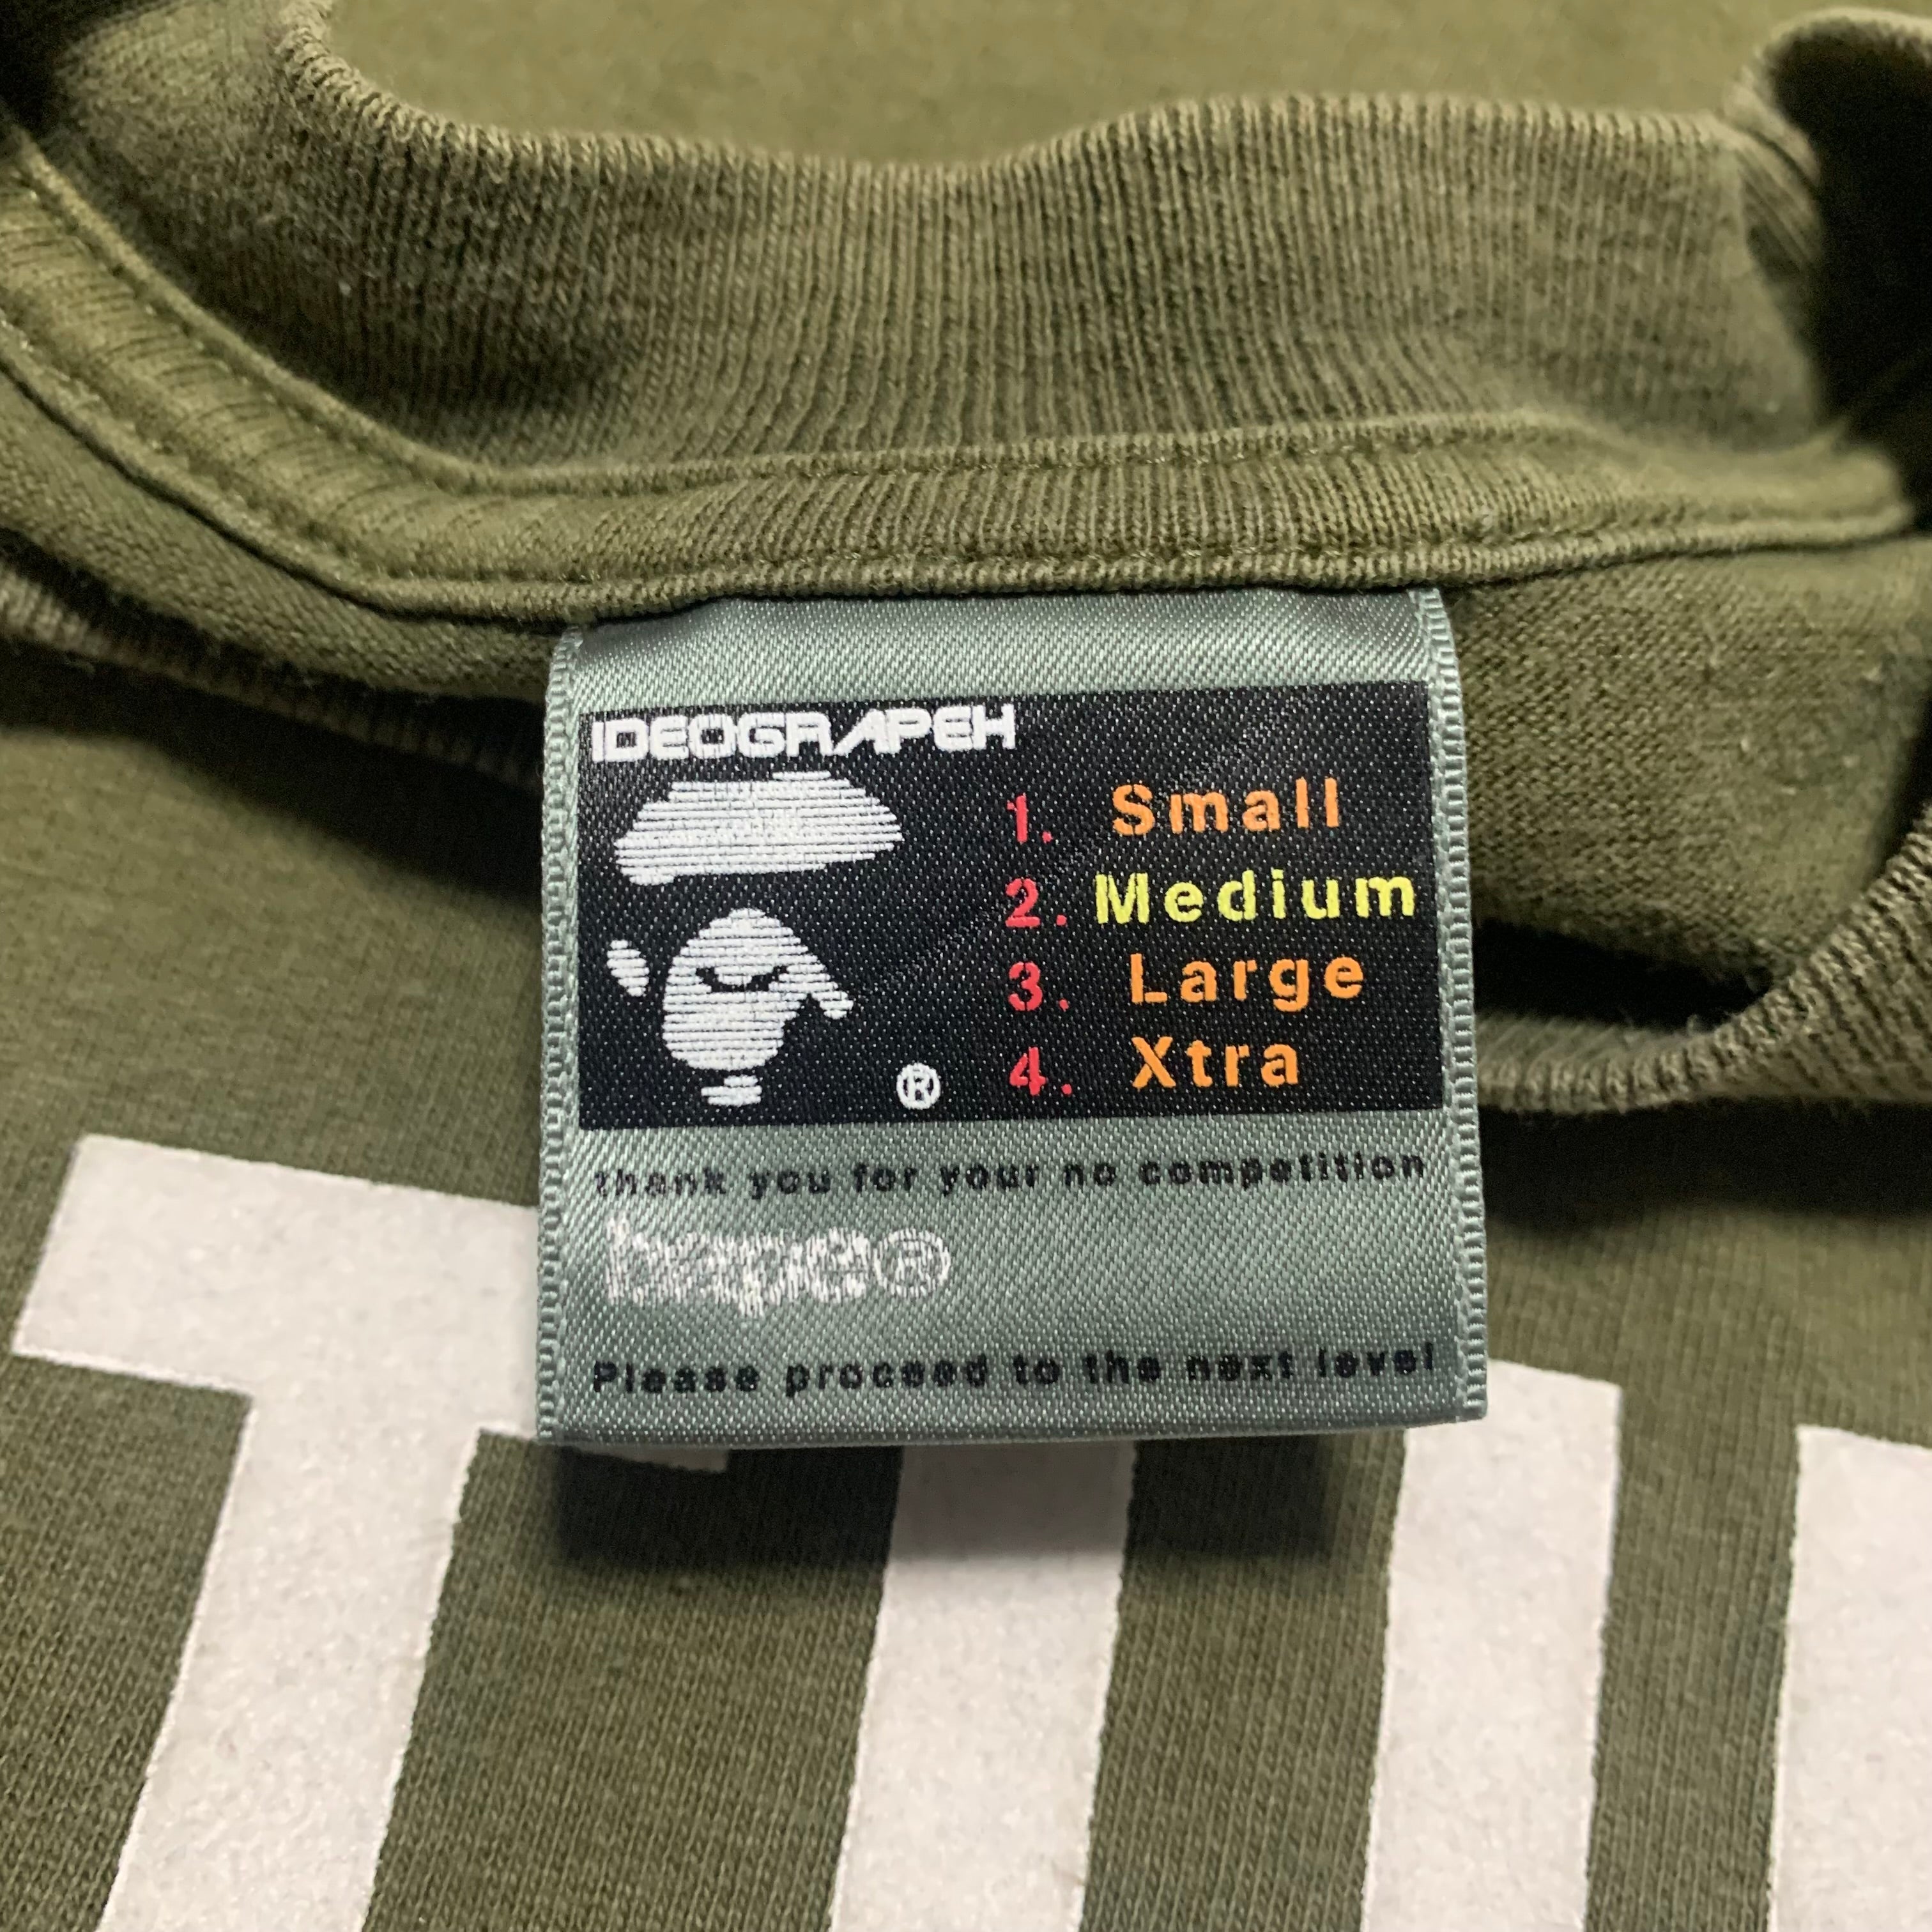 IDEOGRAPEH
1. Small
2. Medium
3. Large
4. Xtra
®
thank you for your no competition
bape®
Please proceed to the next level